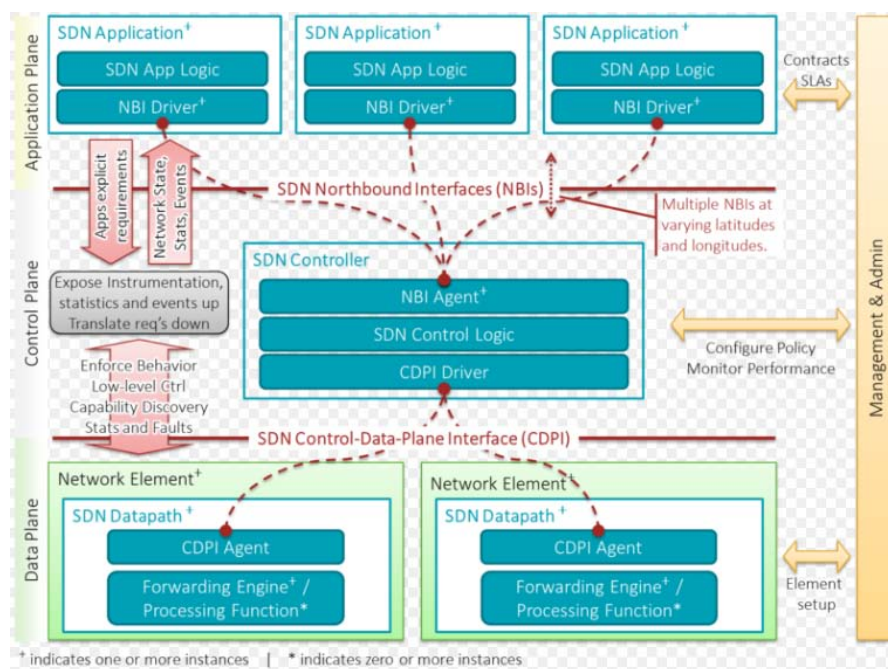 Application Plane
SDN Application+
SDN App Logic
NBI Driver+
SDN Application+
SDN App Logic
NBI Driver+
SDN Application+
SDN App Logic
NBI Driver+
Contracts
SLAs
Apps explicit
requirements
Network State,
Stats, Events
SDN Northbound Interfaces (NBIs)
Multiple NBIs at
varying latitudes
and longitudes.
Control Plane
Expose Instrumentation,
statistics and events up
Translate req's down
SDN Controller
NBI Agent+
SDN Control Logic
CDPI Driver
Enforce Behavior
Low-level Ctrl
Capability Discovery
Stats and Faults
Configure Policy
Monitor Performance
Management & Admin
SDN Control-Data-Plane Interface (CDPI)
Data Plane
Network Element+
SDN Datapath+
CDPI Agent
Forwarding Engine+ /
Processing Function*
Network Element+
SDN Datapath+
CDPI Agent
Forwarding Engine+ /
Processing Function*
Element
setup
+ indicates one or more instances | * indicates zero or more instances